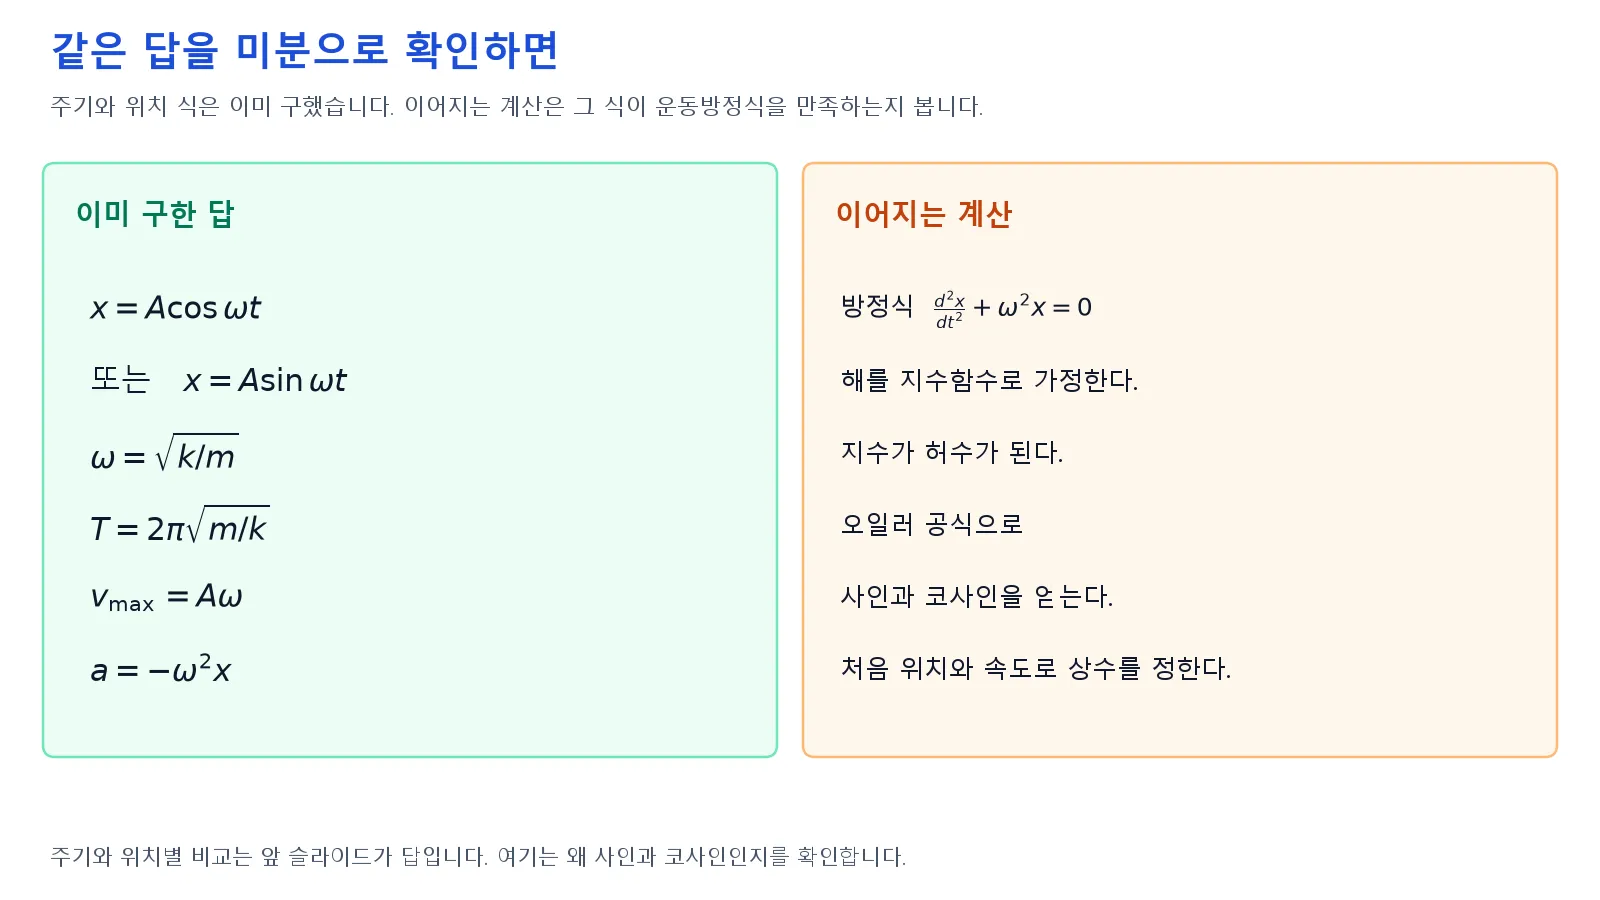 같은 답을 미분으로 확인하면
주기와 위치 식은 이미 구했습니다. 이어지는 계산은 그 식이 운동방정식을 만족하는지 봅니다.
이미 구한 답
x = A cos ωt
또는 x = A sin ωt
ω = √(k/m)
T = 2π√(m/k)
v_max = Aω
a = −ω²x
이어지는 계산
방정식 d²x/dt² + ω²x = 0
해를 지수함수로 가정한다.
지수가 허수가 된다.
오일러 공식으로
사인과 코사인을 얻는다.
처음 위치와 속도로 상수를 정한다.
주기와 위치별 비교는 앞 슬라이드가 답입니다. 여기는 왜 사인과 코사인인지를 확인합니다.